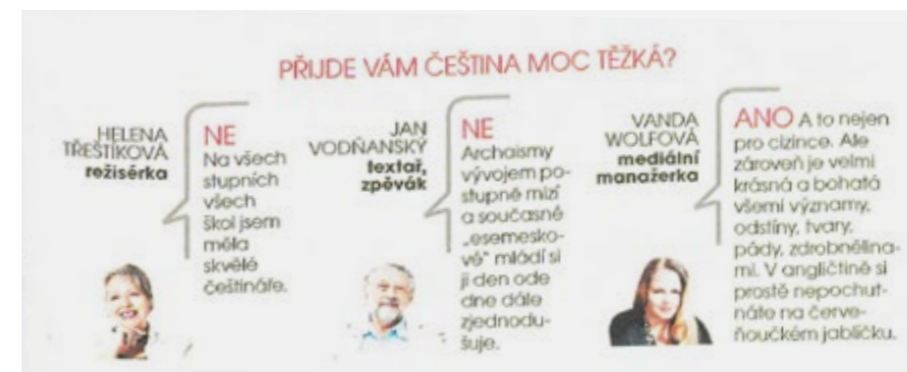 PŘIJDE VÁM ČEŠTINA MOC TĚŽKÁ?
HELENA
TŘEŠTÍKOVÁ
režisérka
NE
Na všech
stupních
všech
škol jsem
měla
skvělé
češtináře.
JAN
VODŇANSKÝ
textař,
zpěvák
NE
Archaismy
vývojem po-
stupně mizí
a současné
„esemesko-
vé“ mládí si
ji den ode
dne dále
zjednodu-
šuje.
VANDA
WOLFOVÁ
mediální
manažerka
ANO A to nejen
pro cizince. Ale
zároveň je velmi
krásná a bohatá
všemi významy,
odstíny, tvary,
pády, zdrobnělina-
mi. V angličtině si
prostě nepochut-
náte na červe-
ňoučkém jablíčku.